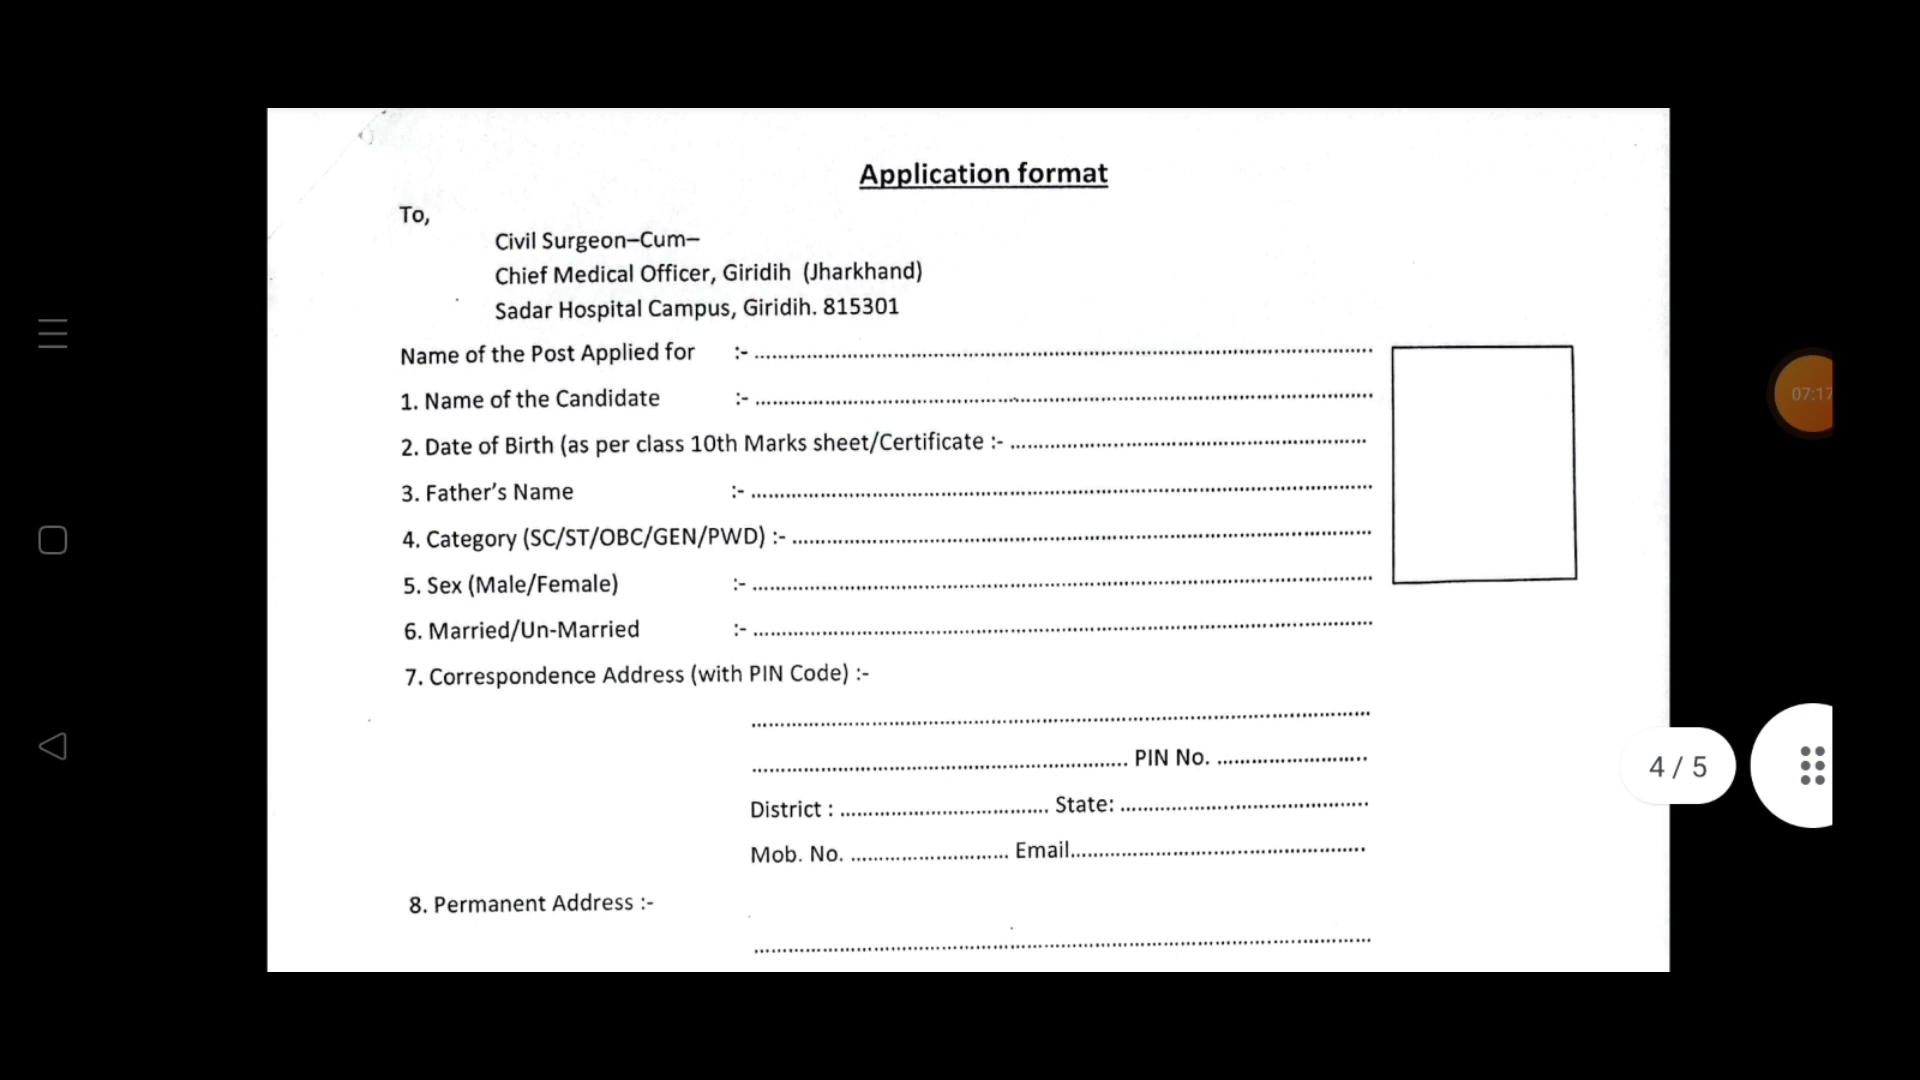 Application format
To,
Civil Surgeon–Cum–
Chief Medical Officer, Giridih (Jharkhand)
Sadar Hospital Campus, Giridih. 815301
Name of the Post Applied for :- ........................................
1. Name of the Candidate :- ........................................
2. Date of Birth (as per class 10th Marks sheet/Certificate :- ........................................
3. Father’s Name :- ........................................
4. Category (SC/ST/OBC/GEN/PWD) :- ........................................
5. Sex (Male/Female) :- ........................................
6. Married/Un-Married :- ........................................
7. Correspondence Address (with PIN Code) :-
........................................ PIN No. ....................
District : .................... State: ....................
Mob. No. .................... Email....................
8. Permanent Address :-
07:17
4 / 5